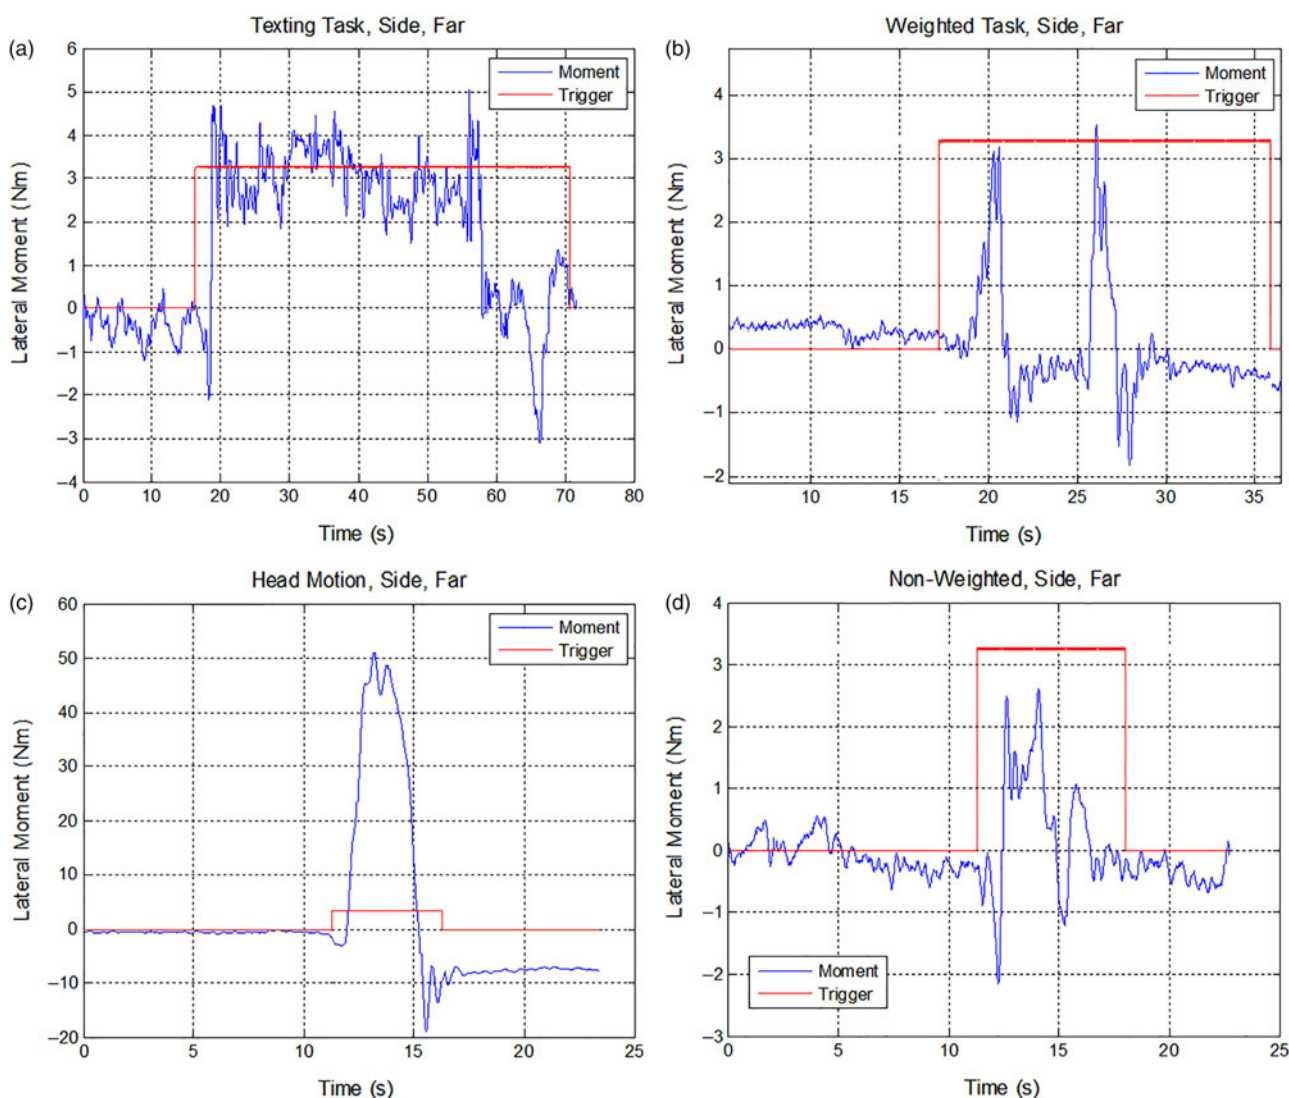 Texting Task, Side, Far
(a)
Moment
Trigger
6
5
4
3
2
1
0
–1
–2
–3
–4
Lateral Moment (Nm)
0 10 20 30 40 50 60 70 80
Time (s)
Weighted Task, Side, Far
(b)
Moment
Trigger
4
3
2
1
0
–1
–2
Lateral Moment (Nm)
10 15 20 25 30 35
Time (s)
Head Motion, Side, Far
(c)
Moment
Trigger
60
50
40
30
20
10
0
–10
–20
Lateral Moment (Nm)
0 5 10 15 20 25
Time (s)
Non-Weighted, Side, Far
(d)
4
3
2
1
0
–1
–2
–3
Lateral Moment (Nm)
Moment
Trigger
0 5 10 15 20 25
Time (s)